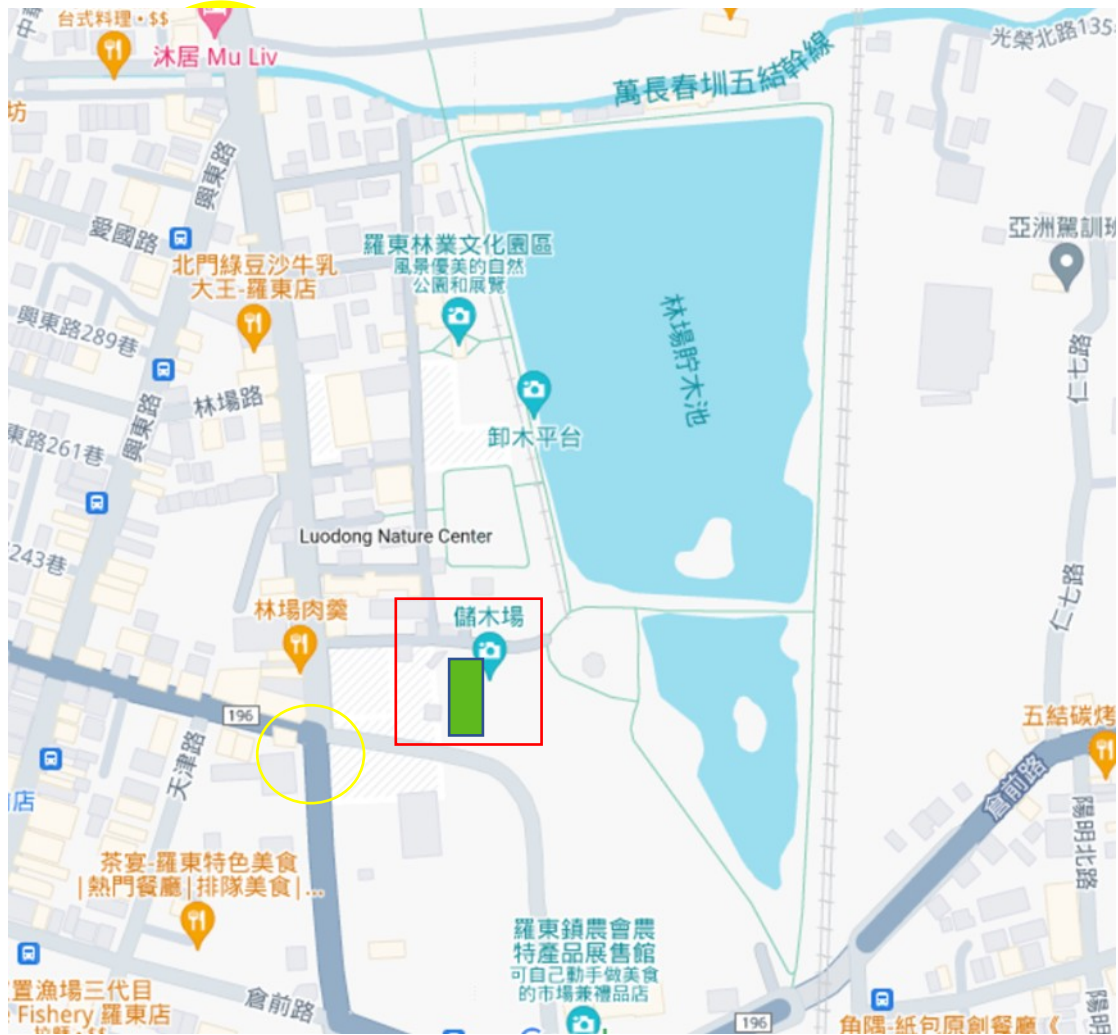 台式料理・$$
沐居 Mu Liv
光榮北路135
萬長春圳五結幹線
坊
興東路
愛國路
羅東林業文化園區
風景優美的自然
公園和展覽
亞洲駕訓班
北門綠豆沙牛乳
大王-羅東店
林場貯木池
興東路289巷
仁七路
林場路
卸木平台
興東路
東路261巷
Luodong Nature Center
243巷
仁七路
林場肉羹
儲木場
196
五結碳烤
天津路
倉前路
店
陽明北路
茶宴-羅東特色美食
|熱門餐廳|排隊美食|...
羅東鎮農會農
特產品展售館
可自己動手做美食
的市場兼禮品店
置漁場三代目
Fishery 羅東店
倉前路
196
角隅-紙包原創餐廳《